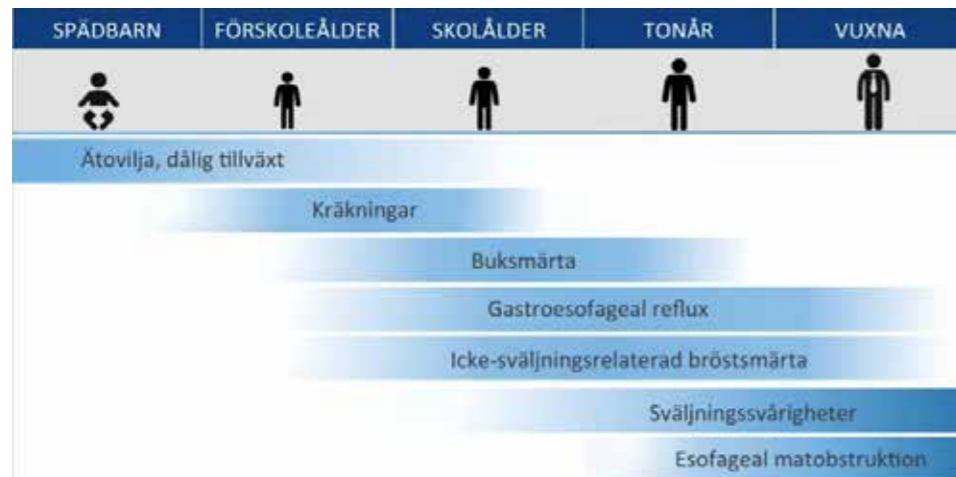 SPÄDBARN FÖRSKOLEÅLDER SKOLÅLDER TONÅR VUXNA
Ätovilja, dålig tillväxt
Kräkningar
Buksmärta
Gastroesofageal reflux
Icke-sväljningsrelaterad bröstsmärta
Sväljningssvårigheter
Esofageal matobstruktion